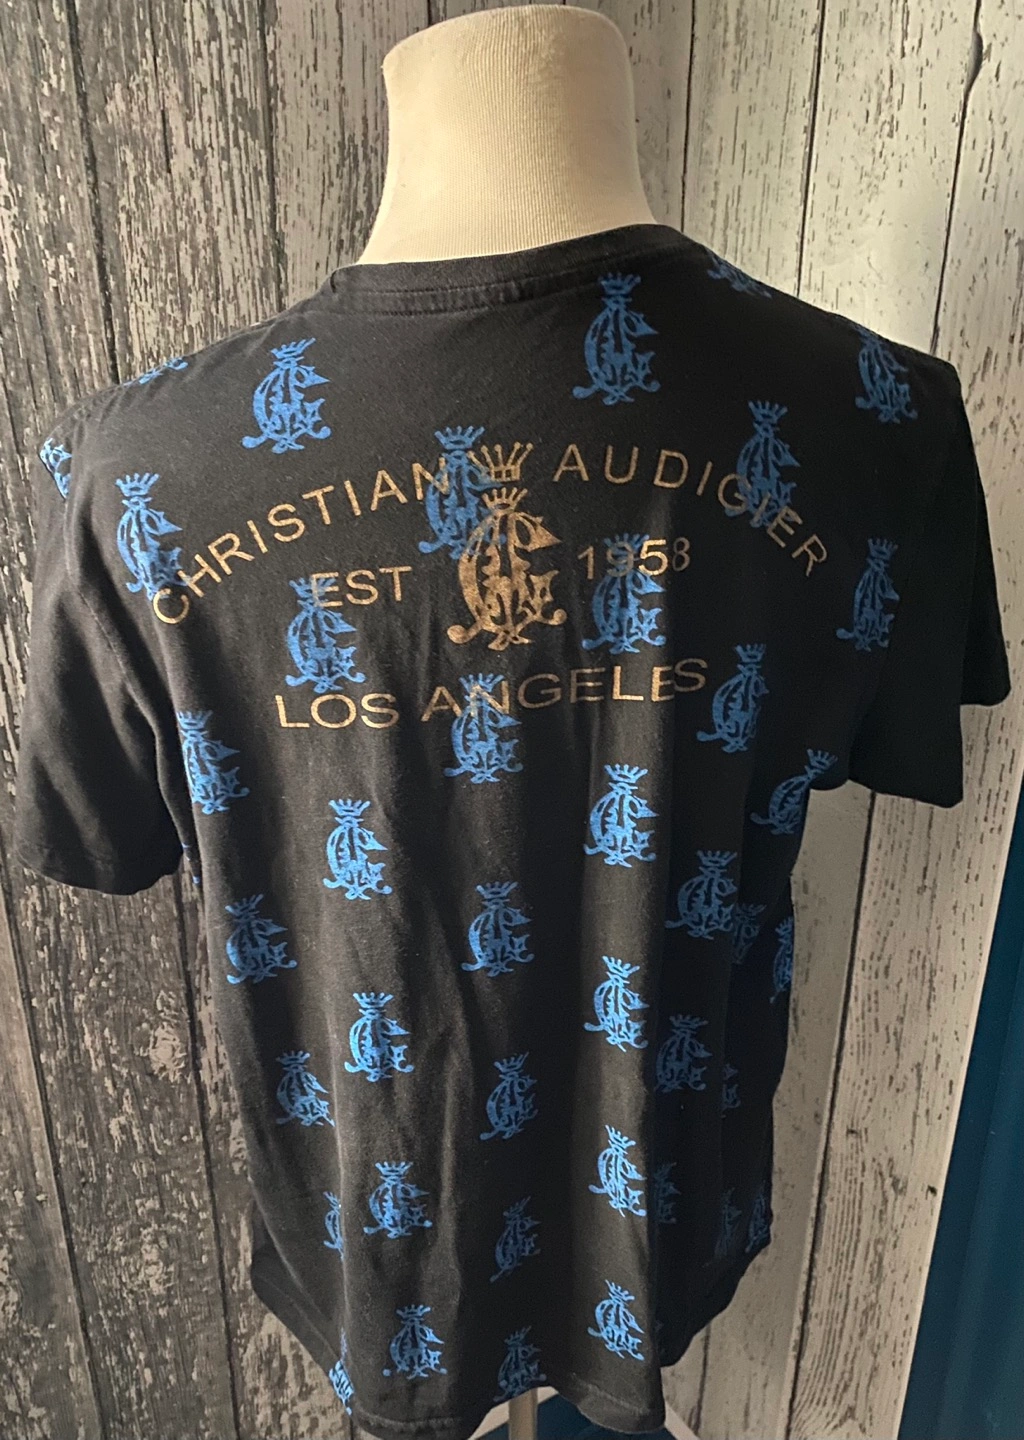 CHRISTIAN AUDIGIER
EST 1958
LOS ANGELES